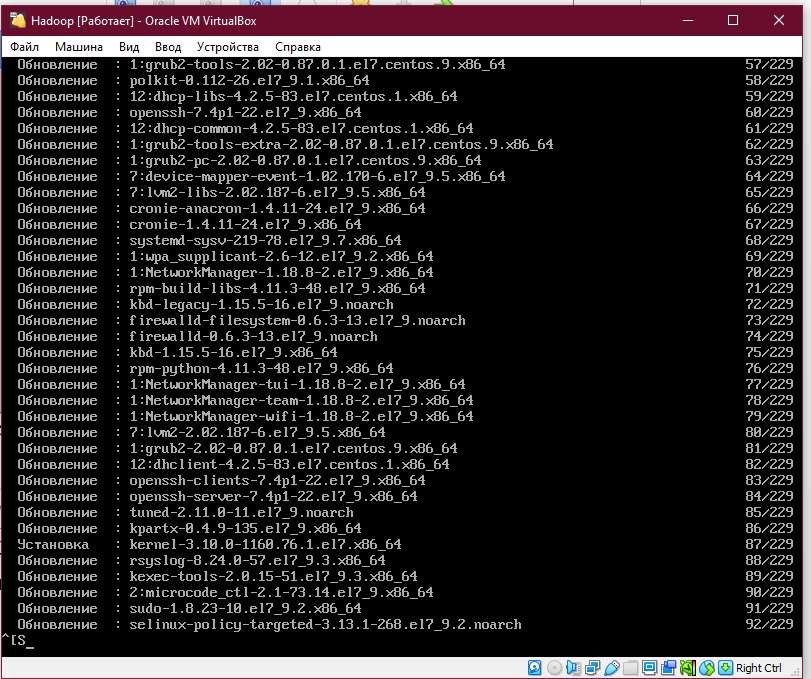 Hadoop [Работает] - Oracle VM VirtualBox
Файл Машина Вид Ввод Устройства Справка
Обновление : 1:grub2-tools-2.02-0.87.0.1.el7.centos.9.x86_64 57/229
Обновление : polkit-0.112-26.el7_9.1.x86_64 58/229
Обновление : 12:dhcp-libs-4.2.5-83.el7.centos.1.x86_64 59/229
Обновление : openssh-7.4p1-22.el7_9.x86_64 60/229
Обновление : 12:dhcp-common-4.2.5-83.el7.centos.1.x86_64 61/229
Обновление : 1:grub2-tools-extra-2.02-0.87.0.1.el7.centos.9.x86_64 62/229
Обновление : 1:grub2-pc-2.02-0.87.0.1.el7.centos.9.x86_64 63/229
Обновление : 7:device-mapper-event-1.02.170-6.el7_9.5.x86_64 64/229
Обновление : 7:lvm2-libs-2.02.187-6.el7_9.5.x86_64 65/229
Обновление : cronie-anacron-1.4.11-24.el7_9.x86_64 66/229
Обновление : cronie-1.4.11-24.el7_9.x86_64 67/229
Обновление : systemd-sysv-219-78.el7_9.7.x86_64 68/229
Обновление : 1:wpa_supplicant-2.6-12.el7_9.2.x86_64 69/229
Обновление : 1:NetworkManager-1.18.8-2.el7_9.x86_64 70/229
Обновление : rpm-build-libs-4.11.3-48.el7_9.x86_64 71/229
Обновление : kbd-legacy-1.15.5-16.el7_9.noarch 72/229
Обновление : firewalld-filesystem-0.6.3-13.el7_9.noarch 73/229
Обновление : firewalld-0.6.3-13.el7_9.noarch 74/229
Обновление : kbd-1.15.5-16.el7_9.x86_64 75/229
Обновление : rpm-python-4.11.3-48.el7_9.x86_64 76/229
Обновление : 1:NetworkManager-tui-1.18.8-2.el7_9.x86_64 77/229
Обновление : 1:NetworkManager-team-1.18.8-2.el7_9.x86_64 78/229
Обновление : 1:NetworkManager-wifi-1.18.8-2.el7_9.x86_64 79/229
Обновление : 7:lvm2-2.02.187-6.el7_9.5.x86_64 80/229
Обновление : 1:grub2-2.02-0.87.0.1.el7.centos.9.x86_64 81/229
Обновление : 12:dhclient-4.2.5-83.el7.centos.1.x86_64 82/229
Обновление : openssh-clients-7.4p1-22.el7_9.x86_64 83/229
Обновление : openssh-server-7.4p1-22.el7_9.x86_64 84/229
Обновление : tuned-2.11.0-11.el7_9.noarch 85/229
Обновление : kpartx-0.4.9-135.el7_9.x86_64 86/229
Установка : kernel-3.10.0-1160.76.1.el7.x86_64 87/229
Обновление : rsyslog-8.24.0-57.el7_9.3.x86_64 88/229
Обновление : kexec-tools-2.0.15-51.el7_9.3.x86_64 89/229
Обновление : 2:microcode_ctl-2.1-73.14.el7_9.x86_64 90/229
Обновление : sudo-1.8.23-10.el7_9.2.x86_64 91/229
Обновление : selinux-policy-targeted-3.13.1-268.el7_9.2.noarch 92/229
^[S_
Right Ctrl